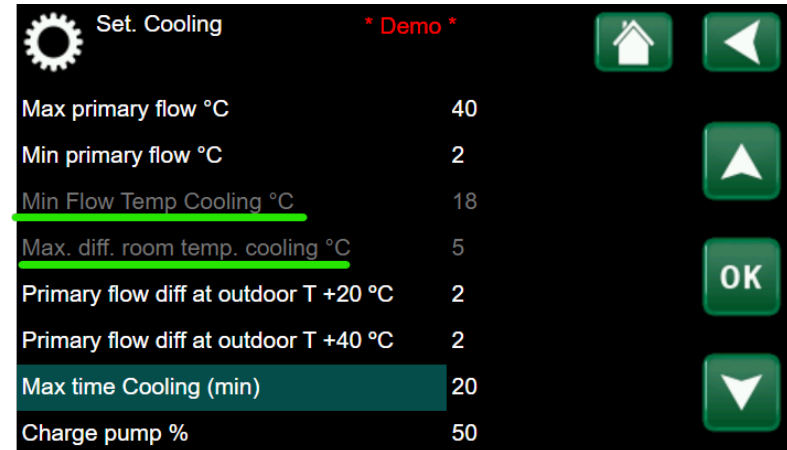 Set. Cooling * Demo *
Max primary flow °C 40
Min primary flow °C 2
Min Flow Temp Cooling °C 18
Max. diff. room temp. cooling °C 5
Primary flow diff at outdoor T +20 ºC 2
Primary flow diff at outdoor T +40 ºC 2
Max time Cooling (min) 20
Charge pump % 50
OK